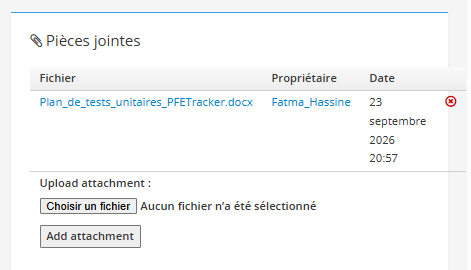 Pièces jointes
Fichier Propriétaire Date
Plan_de_tests_unitaires_PFETracker.docx Fatma_Hassine 23
septembre
2026
20:57
Upload attachment :
Choisir un fichier Aucun fichier n’a été sélectionné
Add attachment